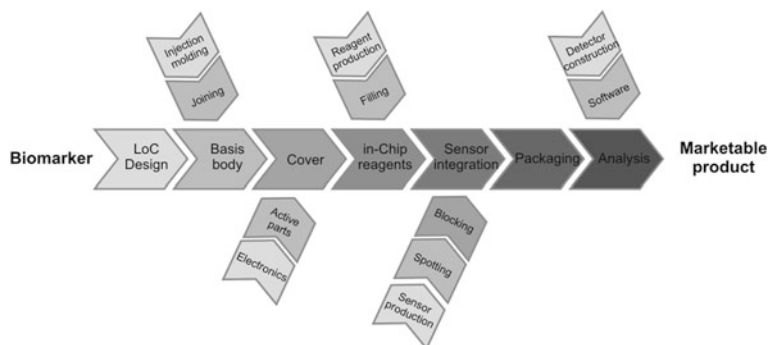 Injection
molding
Joining
Reagent
production
Filling
Detector
construction
Software
Biomarker
LoC
Design
Basis
body
Cover
in-Chip
reagents
Sensor
integration
Packaging
Analysis
Marketable
product
Active
parts
Electronics
Blocking
Spotting
Sensor
production